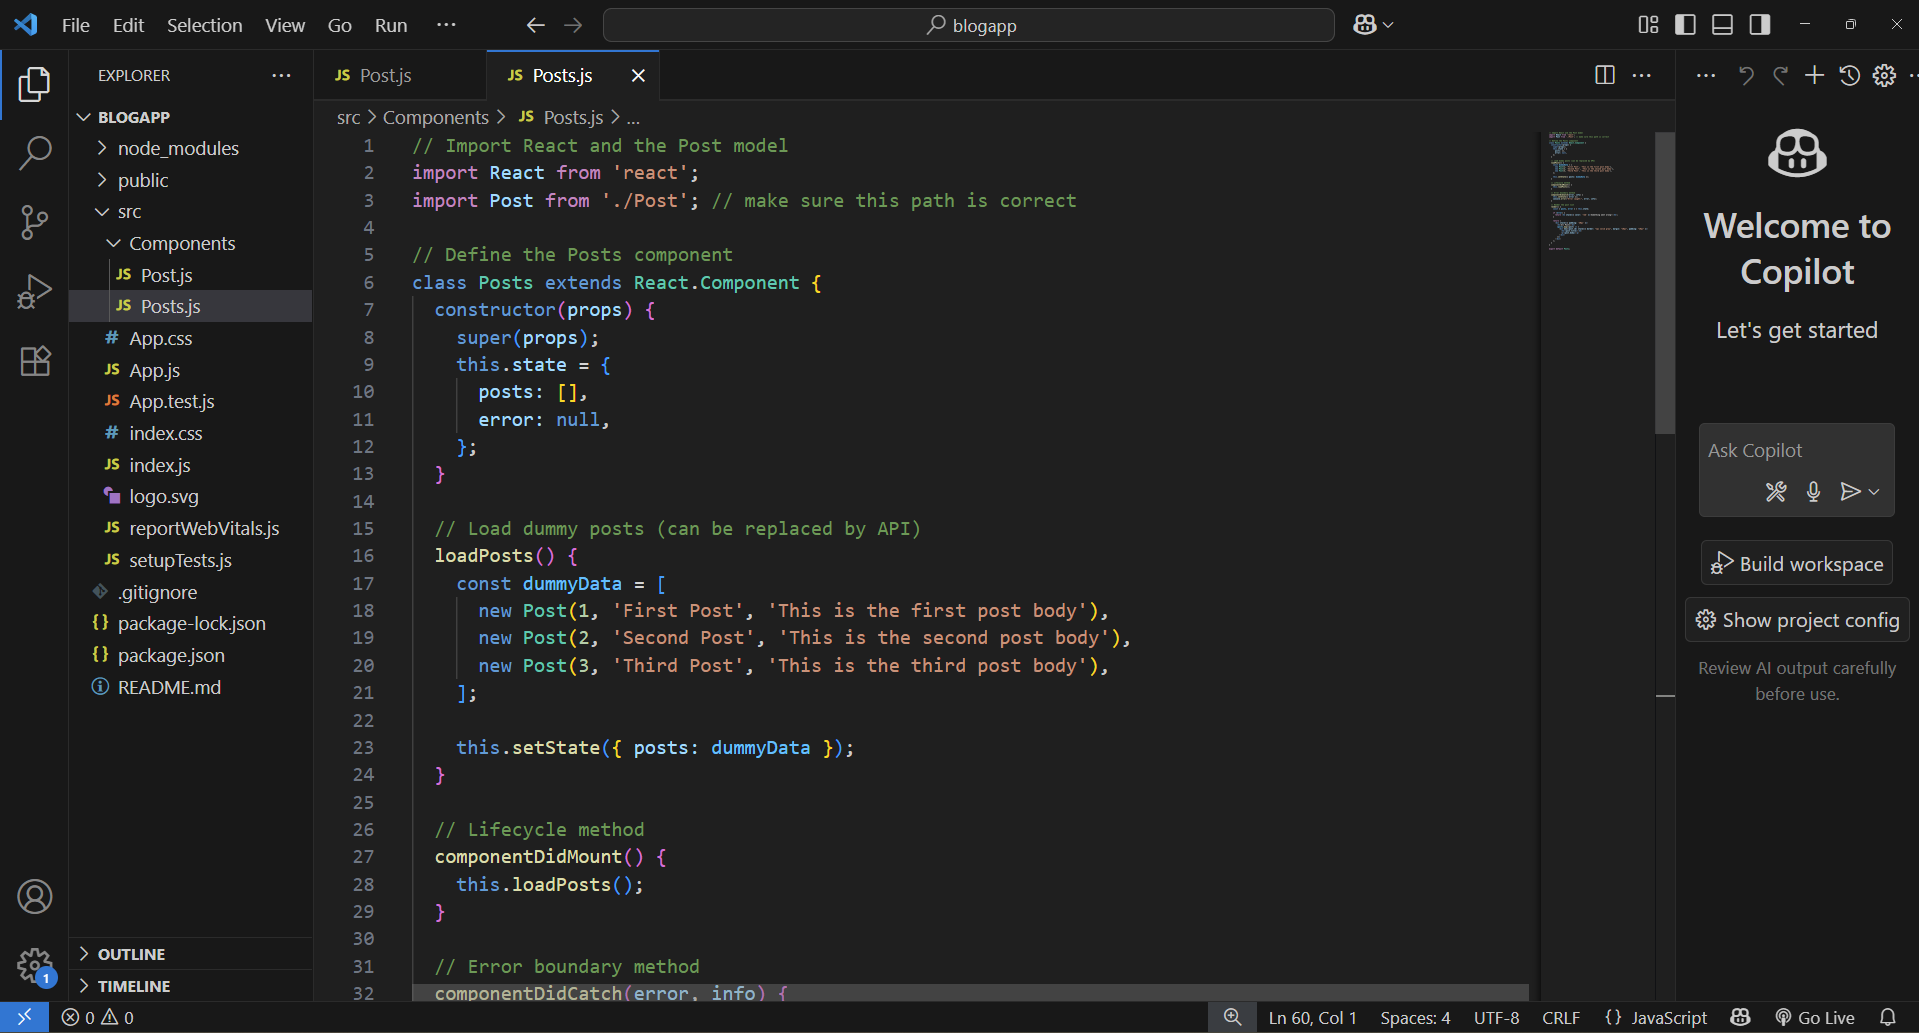 File Edit Selection View Go Run ···
blogapp
EXPLORER
BLOGAPP
node_modules
public
src
Components
JS Post.js
JS Posts.js
# App.css
JS App.js
JS App.test.js
# index.css
JS index.js
logo.svg
JS reportWebVitals.js
JS setupTests.js
.gitignore
{} package-lock.json
{} package.json
README.md
OUTLINE
TIMELINE
1
JS Post.js
JS Posts.js
src > Components > JS Posts.js > ...
1 // Import React and the Post model
2 import React from 'react';
3 import Post from './Post'; // make sure this path is correct
4
5 // Define the Posts component
6 class Posts extends React.Component {
7 constructor(props) {
8 super(props);
9 this.state = {
10 posts: [],
11 error: null,
12 };
13 }
14
15 // Load dummy posts (can be replaced by API)
16 loadPosts() {
17 const dummyData = [
18 new Post(1, 'First Post', 'This is the first post body'),
19 new Post(2, 'Second Post', 'This is the second post body'),
20 new Post(3, 'Third Post', 'This is the third post body'),
21 ];
22
23 this.setState({ posts: dummyData });
24 }
25
26 // Lifecycle method
27 componentDidMount() {
28 this.loadPosts();
29 }
30
31 // Error boundary method
32 componentDidCatch(error, info) {
Welcome to
Copilot
Let's get started
Ask Copilot
Build workspace
Show project config
Review AI output carefully
before use.
0 0
Ln 60, Col 1 Spaces: 4 UTF-8 CRLF {} JavaScript Go Live